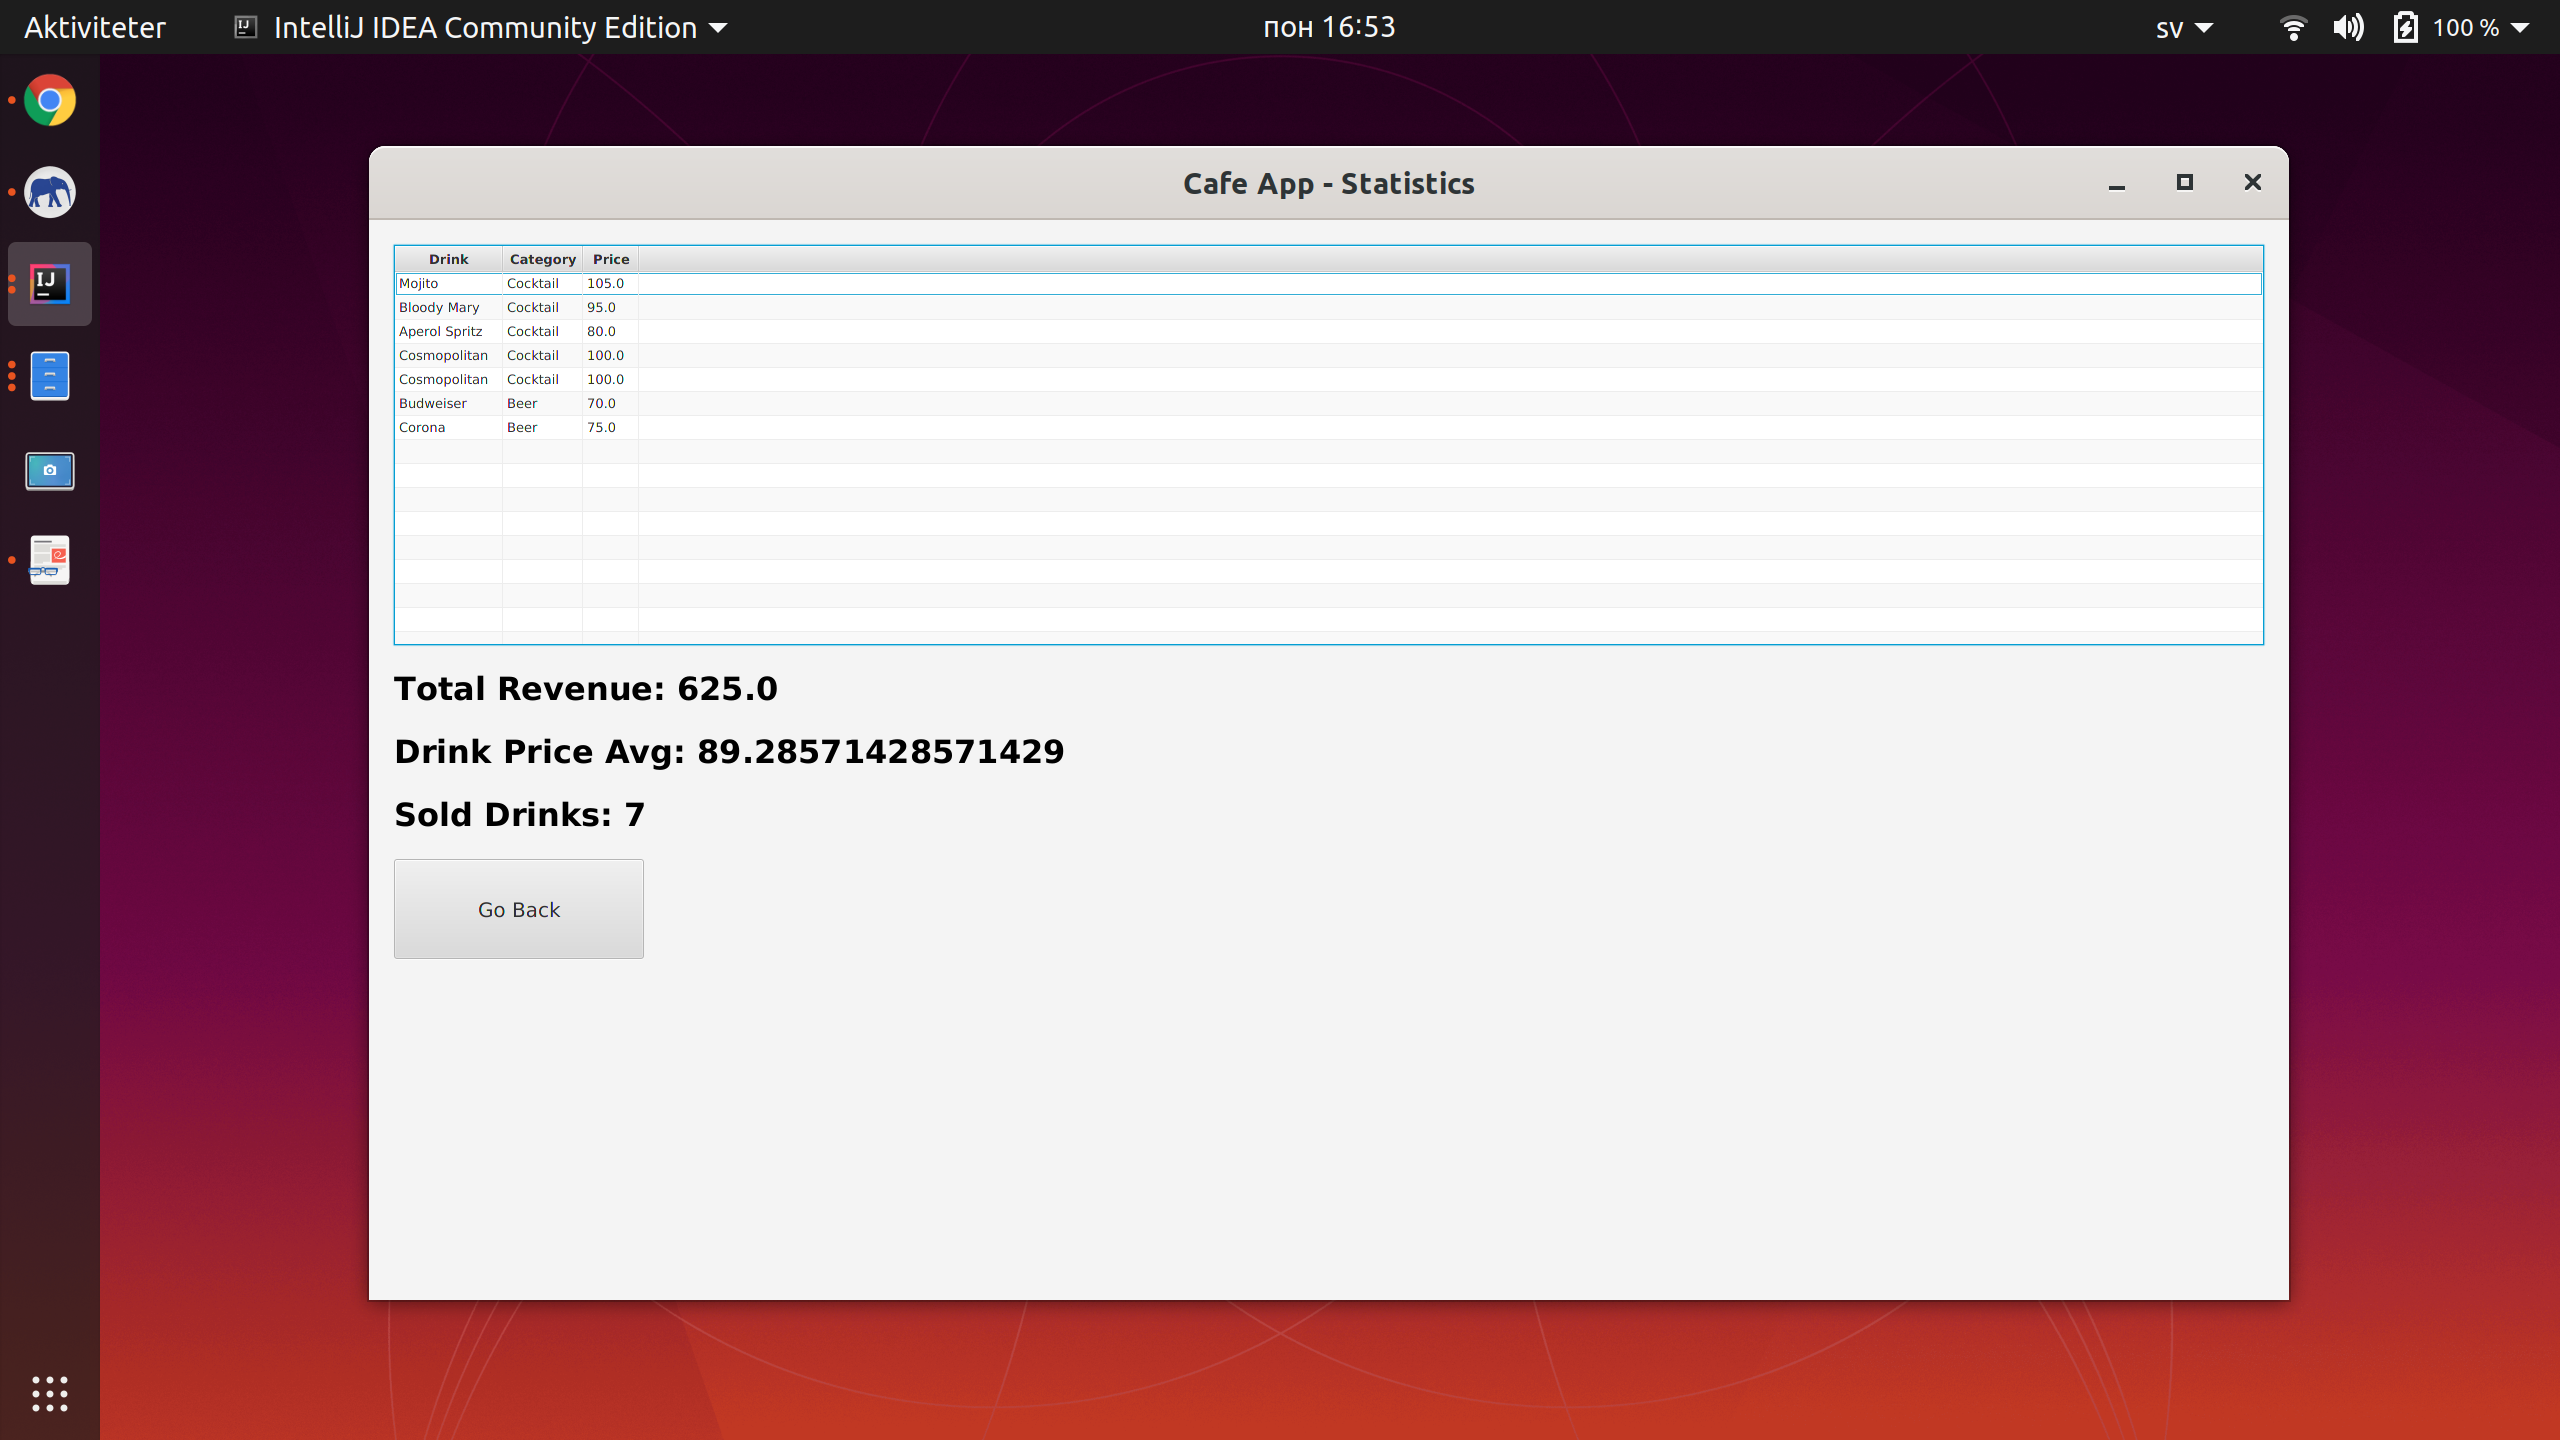 Aktiviteter IntelliJ IDEA Community Edition пон 16:53 sv 100 %
Cafe App - Statistics
Drink Category Price
Mojito Cocktail 105.0
Bloody Mary Cocktail 95.0
Aperol Spritz Cocktail 80.0
Cosmopolitan Cocktail 100.0
Cosmopolitan Cocktail 100.0
Budweiser Beer 70.0
Corona Beer 75.0
Total Revenue: 625.0
Drink Price Avg: 89.28571428571429
Sold Drinks: 7
Go Back
IJ